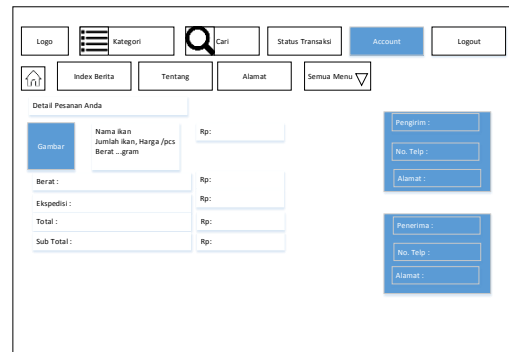 Logo
Kategori
Cari
Status Transaksi
Account
Logout
Index Berita
Tentang
Alamat
Semua Menu
Detail Pesanan Anda
Gambar
Nama ikan
Jumlah ikan, Harga /pcs
Berat ...gram
Rp:
Berat :
Rp:
Ekspedisi :
Rp:
Total :
Rp:
Sub Total :
Rp:
Pengirim :
No. Telp :
Alamat :
Penerima :
No. Telp :
Alamat :